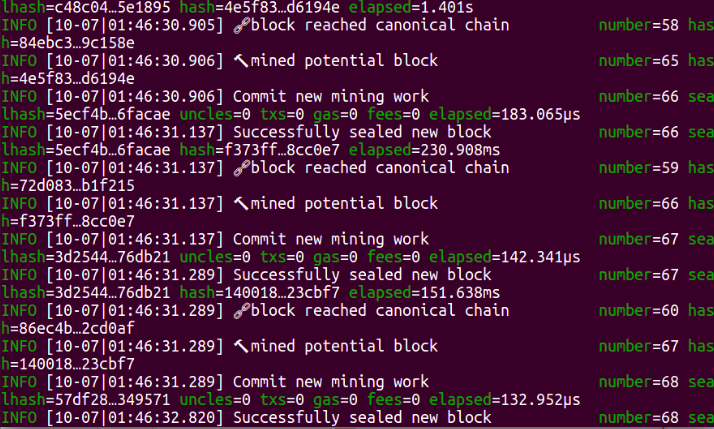 lhash=c48c04…5e1895 hash=4e5f83…d6194e elapsed=1.401s
INFO [10-07|01:46:30.905] 🔗block reached canonical chain number=58 has
h=84ebc3…9c158e
INFO [10-07|01:46:30.906] 🔨mined potential block number=65 has
h=4e5f83…d6194e
INFO [10-07|01:46:30.906] Commit new mining work number=66 sea
lhash=5ecf4b…6facae uncles=0 txs=0 gas=0 fees=0 elapsed=183.065µs
INFO [10-07|01:46:31.137] Successfully sealed new block number=66 sea
lhash=5ecf4b…6facae hash=f373ff…8cc0e7 elapsed=230.908ms
INFO [10-07|01:46:31.137] 🔗block reached canonical chain number=59 has
h=72d083…b1f215
INFO [10-07|01:46:31.137] 🔨mined potential block number=66 has
h=f373ff…8cc0e7
INFO [10-07|01:46:31.137] Commit new mining work number=67 sea
lhash=3d2544…76db21 uncles=0 txs=0 gas=0 fees=0 elapsed=142.341µs
INFO [10-07|01:46:31.289] Successfully sealed new block number=67 sea
lhash=3d2544…76db21 hash=140018…23cbf7 elapsed=151.638ms
INFO [10-07|01:46:31.289] 🔗block reached canonical chain number=60 has
h=86ec4b…2cd0af
INFO [10-07|01:46:31.289] 🔨mined potential block number=67 has
h=140018…23cbf7
INFO [10-07|01:46:31.289] Commit new mining work number=68 sea
lhash=57df28…349571 uncles=0 txs=0 gas=0 fees=0 elapsed=132.952µs
INFO [10-07|01:46:32.820] Successfully sealed new block number=68 sea